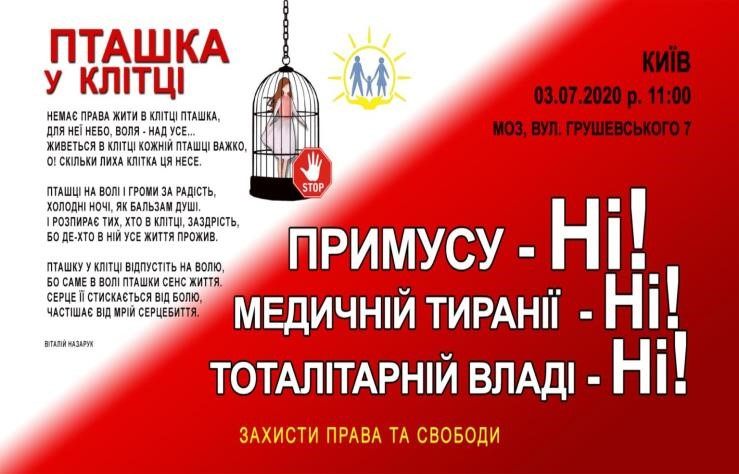 ПТАШКА
У КЛІТЦІ
НЕМАЄ ПРАВА ЖИТИ В КЛІТЦІ ПТАШКА,
ДЛЯ НЕЇ НЕБО, ВОЛЯ - НАД УСЕ...
ЖИВЕТЬСЯ В КЛІТЦІ КОЖНІЙ ПТАШЦІ ВАЖКО,
О! СКІЛЬКИ ЛИХА КЛІТКА ЦЯ НЕСЕ.
ПТАШЦІ НА ВОЛІ І ГРОМИ ЗА РАДІСТЬ,
ХОЛОДНІ НОЧІ, ЯК БАЛЬЗАМ ДУШІ.
І РОЗПИРАЄ ТИХ, ХТО В КЛІТЦІ, ЗАЗДРІСТЬ,
БО ДЕ-ХТО В НІЙ УСЕ ЖИТТЯ ПРОЖИВ.
ПТАШКУ У КЛІТЦІ ВІДПУСТІТЬ НА ВОЛЮ,
БО САМЕ В ВОЛІ ПТАШКИ СЕНС ЖИТТЯ.
СЕРЦЕ ЇЇ СТИСКАЄТЬСЯ ВІД БОЛЮ,
ЧАСТІШАЄ ВІД МРІЙ СЕРЦЕБИТТЯ.
ВІТАЛІЙ НАЗАРУК
STOP
КИЇВ
03.07.2020 р. 11:00
МОЗ, ВУЛ. ГРУШЕВСЬКОГО 7
ПРИМУСУ - Ні!
МЕДИЧНІЙ ТИРАНІЇ - Ні!
ТОТАЛІТАРНІЙ ВЛАДІ - Ні!
ЗАХИСТИ ПРАВА ТА СВОБОДИ